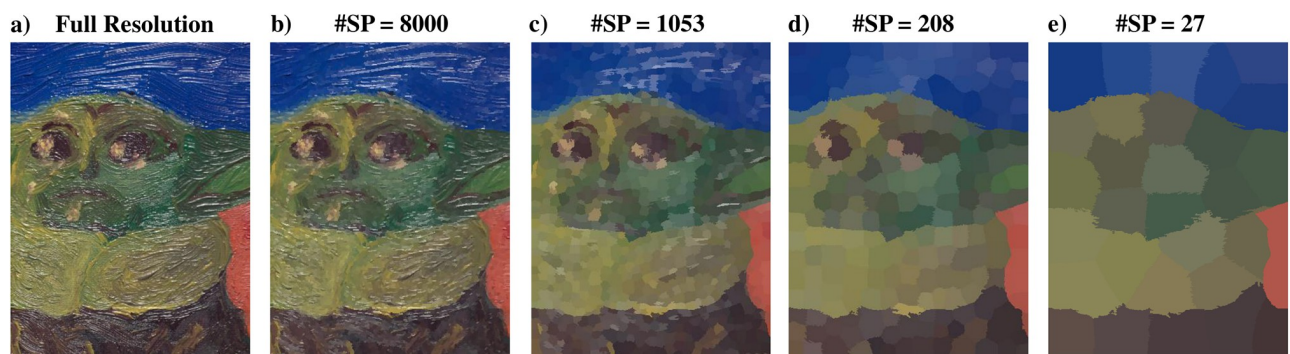 a) Full Resolution
b) #SP = 8000
c) #SP = 1053
d) #SP = 208
e) #SP = 27